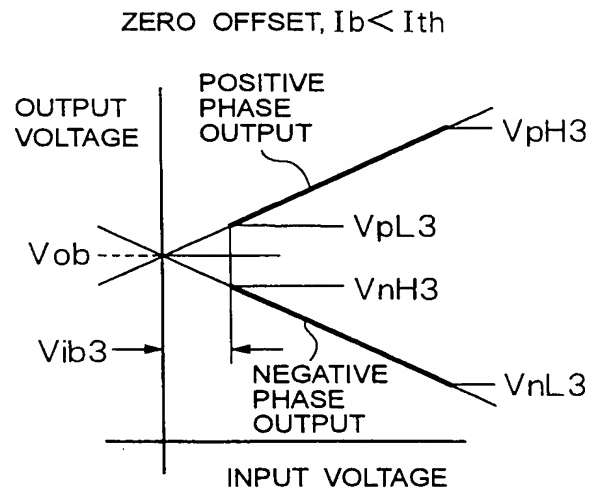 ZERO OFFSET, Ib< Ith
OUTPUT
VOLTAGE
POSITIVE
PHASE
OUTPUT
VpH3
VpL3
Vob
VnH3
Vib3
NEGATIVE
PHASE
OUTPUT
VnL3
INPUT VOLTAGE